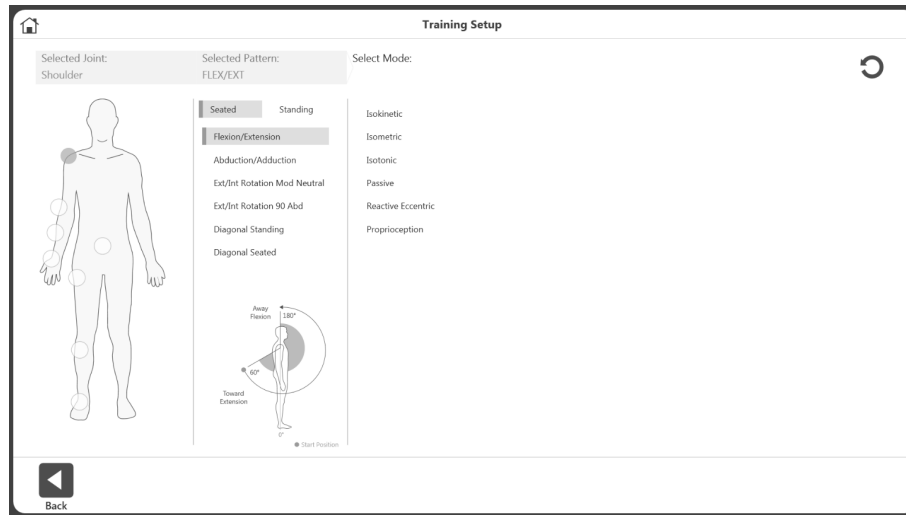 Training Setup
Selected Joint:
Shoulder
Selected Pattern:
FLEX/EXT
Select Mode:
Seated
Standing
Flexion/Extension
Abduction/Adduction
Ext/Int Rotation Mod Neutral
Ext/Int Rotation 90 Abd
Diagonal Standing
Diagonal Seated
Isokinetic
Isometric
Isotonic
Passive
Reactive Eccentric
Proprioception
Away
Flexion
180°
60°
Toward
Extension
0°
Start Position
Back